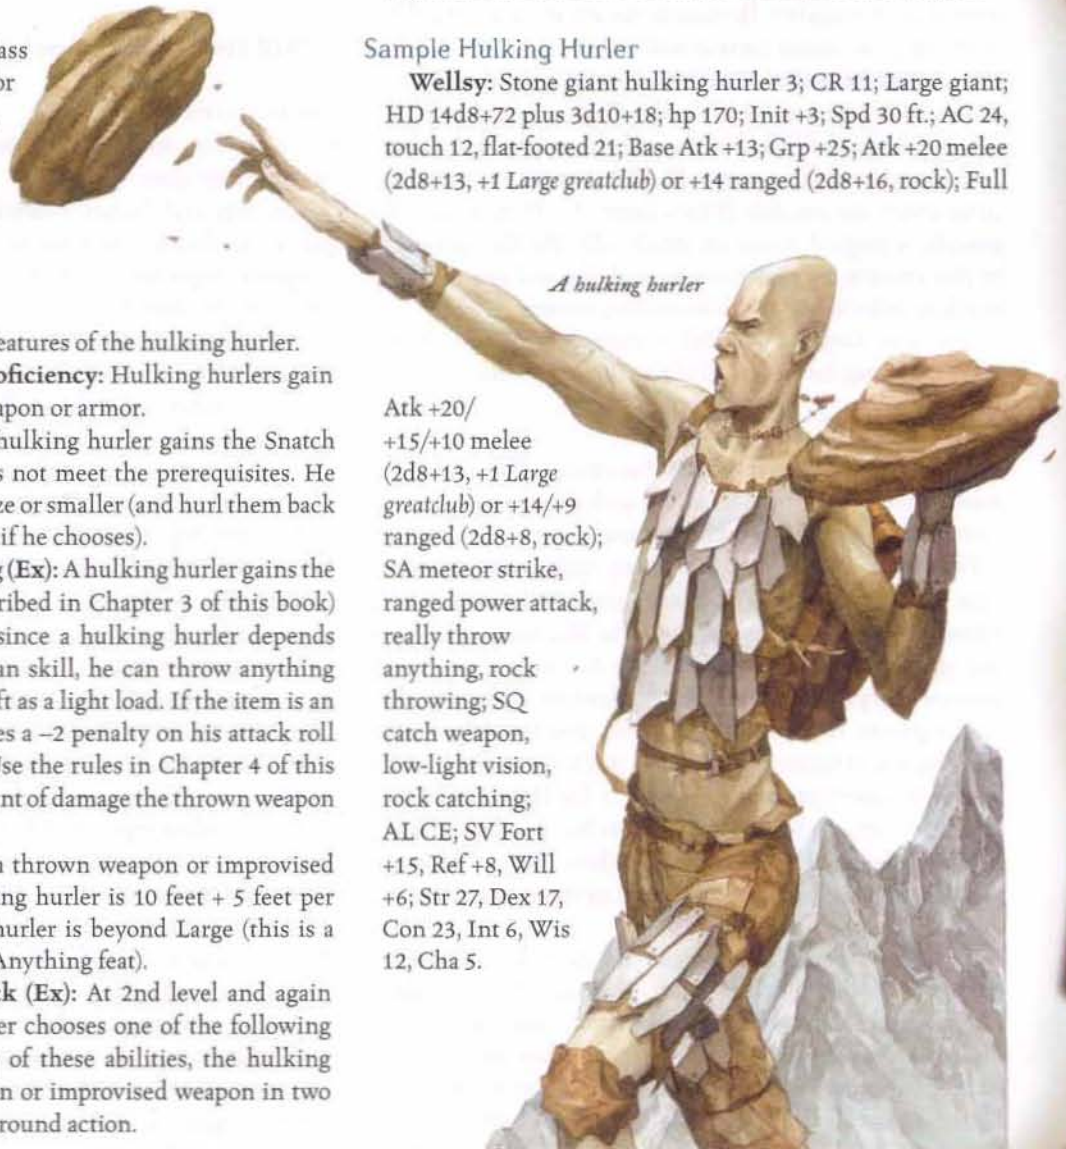 ass
or
eatures of the hulking hurler.
oficiency: Hulking hurlers gain
apon or armor.
hulking hurler gains the Snatch
s not meet the prerequisites. He
ze or smaller (and hurl them back
if he chooses).
g (Ex): A hulking hurler gains the
ribed in Chapter 3 of this book)
since a hulking hurler depends
an skill, he can throw anything
ft as a light load. If the item is an
es a –2 penalty on his attack roll
Use the rules in Chapter 4 of this
nt of damage the thrown weapon
n thrown weapon or improvised
ng hurler is 10 feet + 5 feet per
hurler is beyond Large (this is a
Anything feat).
ck (Ex): At 2nd level and again
er chooses one of the following
of these abilities, the hulking
n or improvised weapon in two
round action.
Sample Hulking Hurler
Wellsy: Stone giant hulking hurler 3; CR 11; Large giant;
HD 14d8+72 plus 3d10+18; hp 170; Init +3; Spd 30 ft.; AC 24,
touch 12, flat-footed 21; Base Atk +13; Grp +25; Atk +20 melee
(2d8+13, +1 Large greatclub) or +14 ranged (2d8+16, rock); Full
A hulking hurler
Atk +20/
+15/+10 melee
(2d8+13, +1 Large
greatclub) or +14/+9
ranged (2d8+8, rock);
SA meteor strike,
ranged power attack,
really throw
anything, rock
throwing; SQ
catch weapon,
low-light vision,
rock catching;
AL CE; SV Fort
+15, Ref +8, Will
+6; Str 27, Dex 17,
Con 23, Int 6, Wis
12, Cha 5.